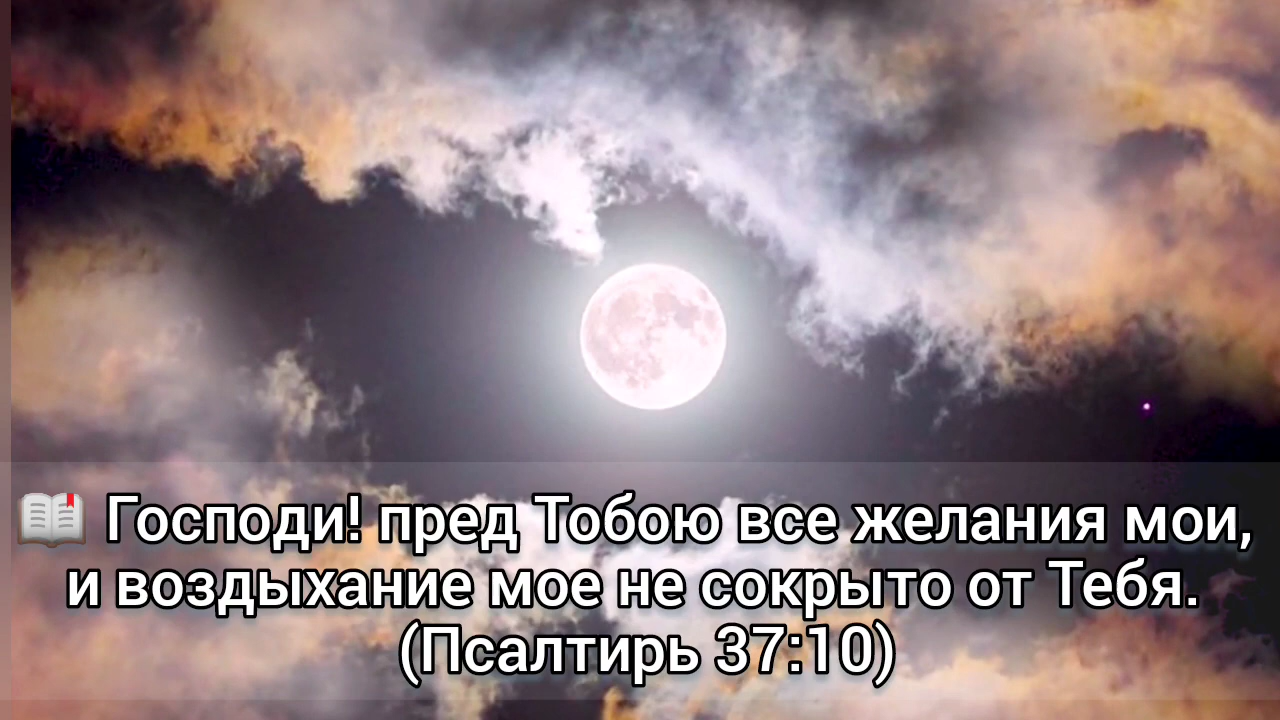 📖 Господи! пред Тобою все желания мои,
и воздыхание мое не сокрыто от Тебя.
(Псалтирь 37:10)